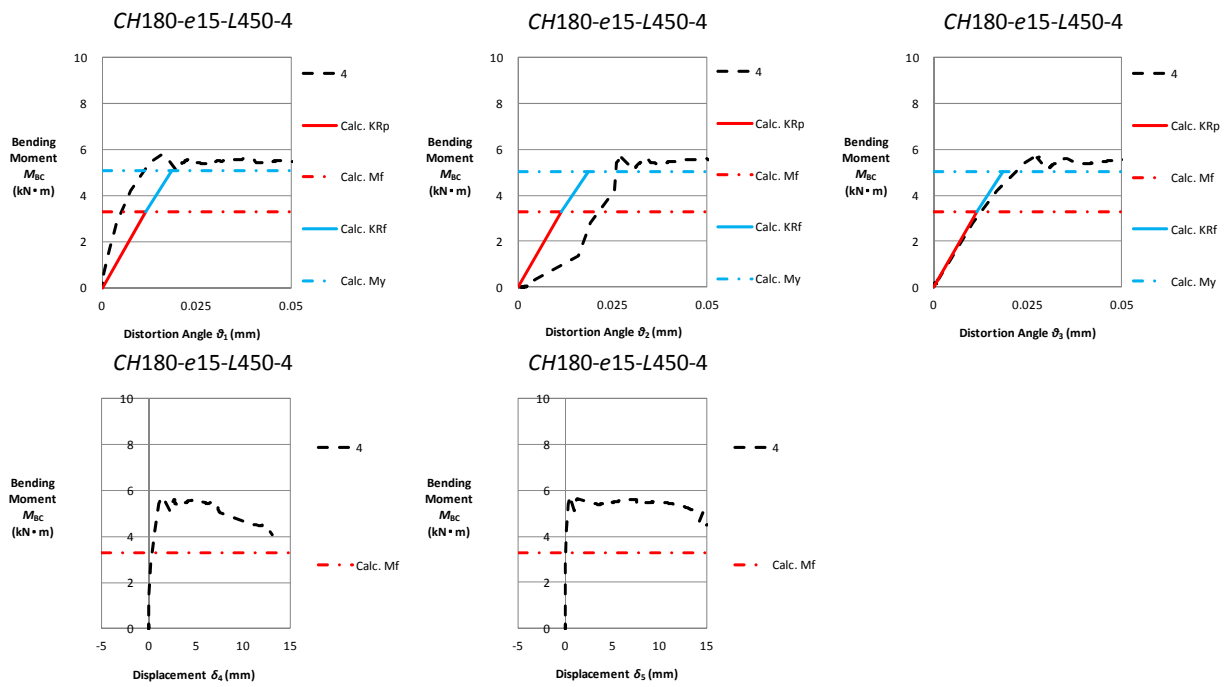 CH180-e15-L450-4
10
8
6
4
2
0
0
0.025
0.05
Bending
Moment
MBC
(kN・m)
Distortion Angle ϑ1 (mm)
4
Calc. KRp
Calc. Mf
Calc. KRf
Calc. My
CH180-e15-L450-4
10
8
6
4
2
0
0
0.025
0.05
Bending
Moment
MBC
(kN・m)
Distortion Angle ϑ2 (mm)
4
Calc. KRp
Calc. Mf
Calc. KRf
Calc. My
CH180-e15-L450-4
10
8
6
4
2
0
0
0.025
0.05
Bending
Moment
MBC
(kN・m)
Distortion Angle ϑ3 (mm)
4
Calc. KRp
Calc. Mf
Calc. KRf
Calc. My
CH180-e15-L450-4
10
8
6
4
2
0
-5
0
5
10
15
Bending
Moment
MBC
(kN・m)
Displacement δ4 (mm)
4
Calc. Mf
CH180-e15-L450-4
10
8
6
4
2
0
-5
0
5
10
15
Bending
Moment
MBC
(kN・m)
Displacement δ5 (mm)
4
Calc. Mf